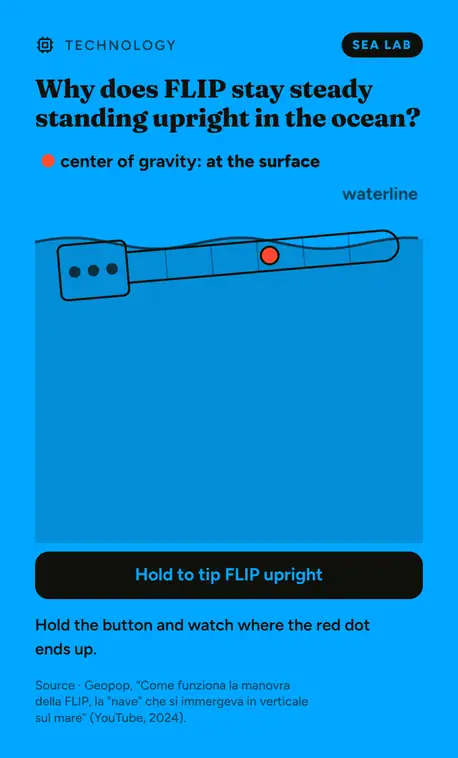 TECHNOLOGY
SEA LAB
Why does FLIP stay steady
standing upright in the ocean?
center of gravity: at the surface
waterline
Hold to tip FLIP upright
Hold the button and watch where the red dot
ends up.
Source · Geopop, “Come funziona la manovra
della FLIP, la "nave" che si immergeva in verticale
sul mare” (YouTube, 2024).